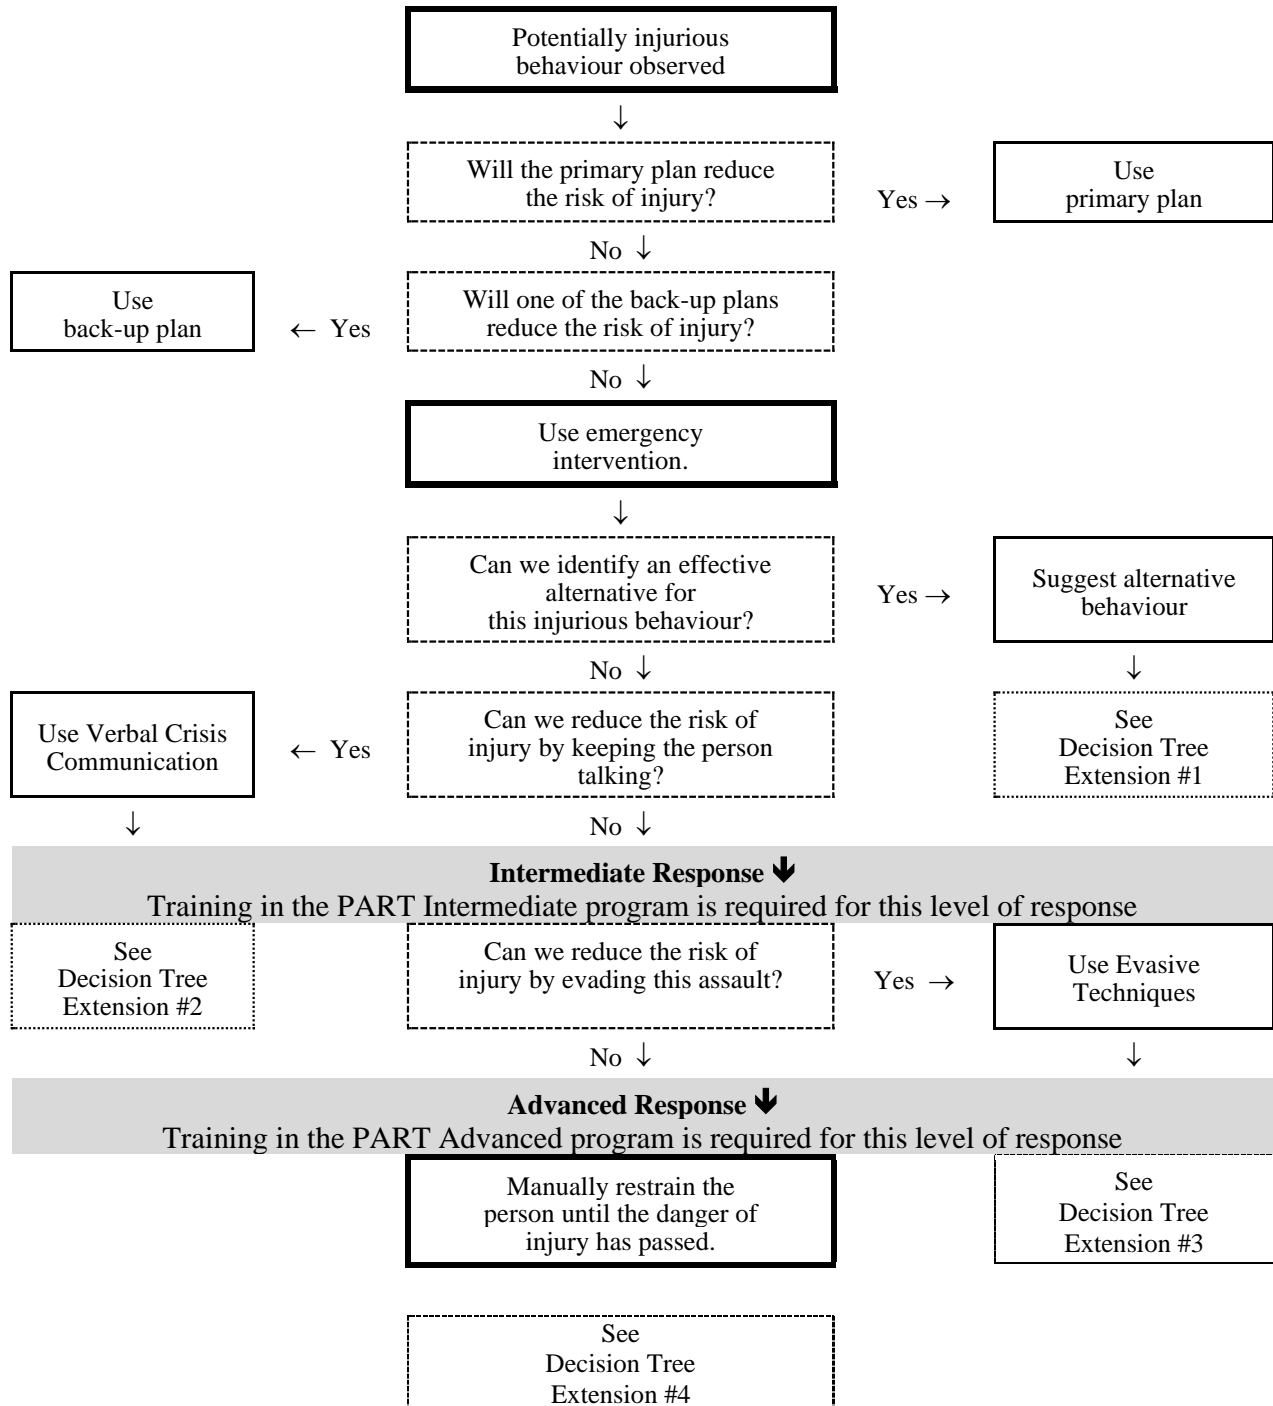 Potentially injurious
behaviour observed
↓
Will the primary plan reduce
the risk of injury?
Yes →
Use
primary plan
No ↓
Use
back-up plan
← Yes
Will one of the back-up plans
reduce the risk of injury?
No ↓
Use emergency
intervention.
↓
Can we identify an effective
alternative for
this injurious behaviour?
Yes →
Suggest alternative
behaviour
No ↓
↓
Use Verbal Crisis
Communication
← Yes
Can we reduce the risk of
injury by keeping the person
talking?
See
Decision Tree
Extension #1
↓
No ↓
Intermediate Response 🡻
Training in the PART Intermediate program is required for this level of response
See
Decision Tree
Extension #2
Can we reduce the risk of
injury by evading this assault?
Yes →
Use Evasive
Techniques
No ↓
↓
Advanced Response 🡻
Training in the PART Advanced program is required for this level of response
Manually restrain the
person until the danger of
injury has passed.
See
Decision Tree
Extension #3
See
Decision Tree
Extension #4